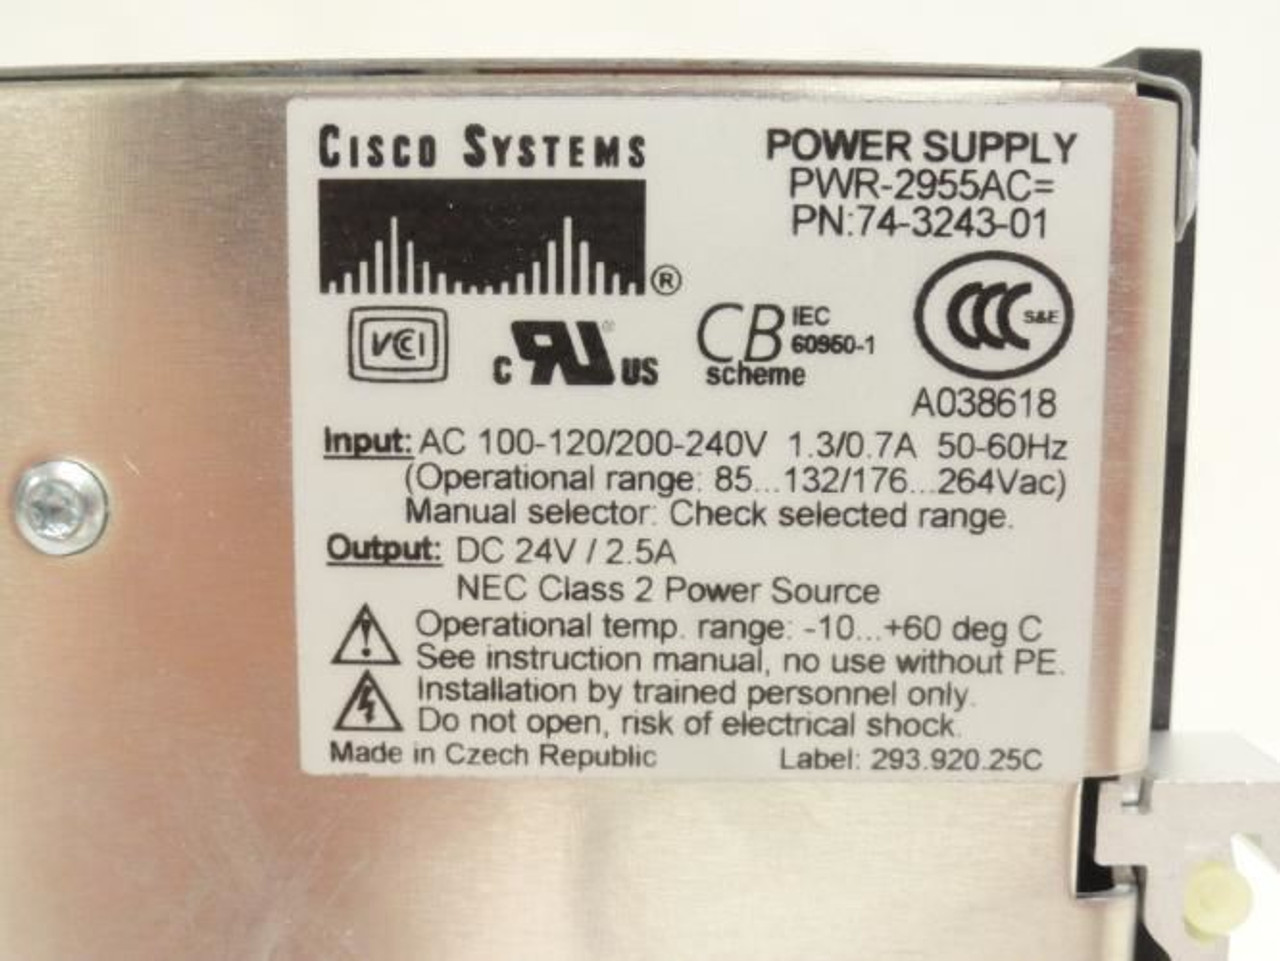 CISCO SYSTEMS
®
POWER SUPPLY
PWR-2955AC=
PN:74-3243-01
VCCI
C RU US ®
CB scheme
IEC
60950-1
CCC S&E
A038618
Input: AC 100-120/200-240V 1.3/0.7A 50-60Hz
(Operational range: 85...132/176...264Vac)
Manual selector: Check selected range.
Output: DC 24V / 2.5A
NEC Class 2 Power Source
Operational temp. range: -10...+60 deg C
See instruction manual, no use without PE.
Installation by trained personnel only.
Do not open, risk of electrical shock.
Made in Czech Republic Label: 293.920.25C